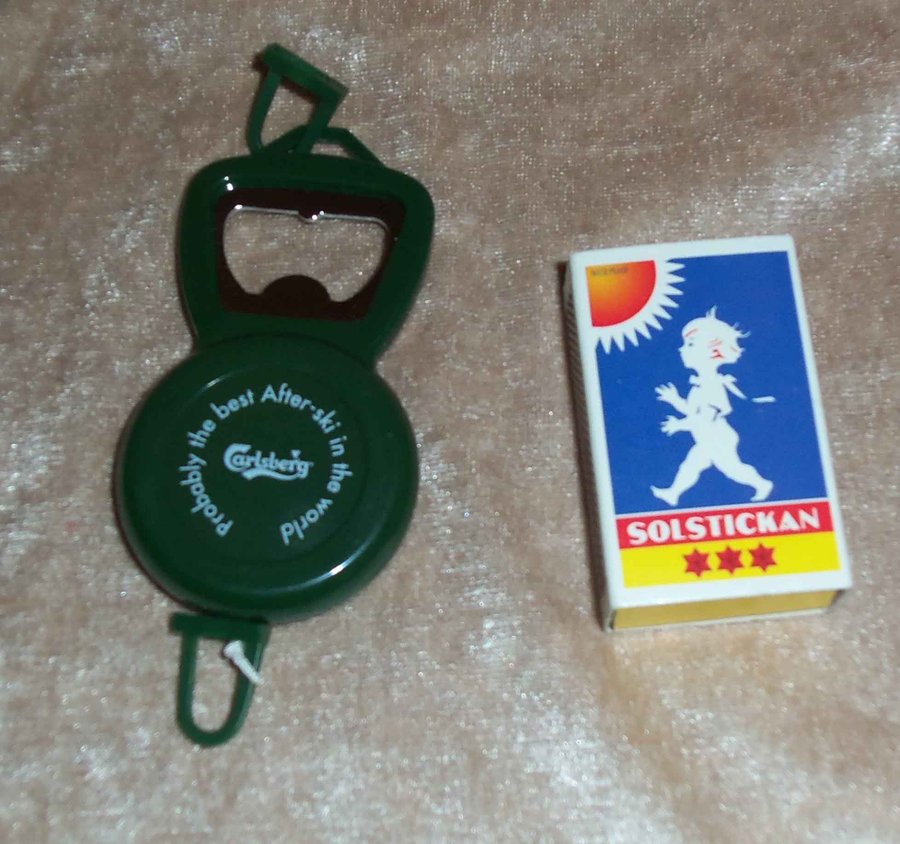 Probably the best After-ski in the world
Carlsberg
SOLSTICKAN